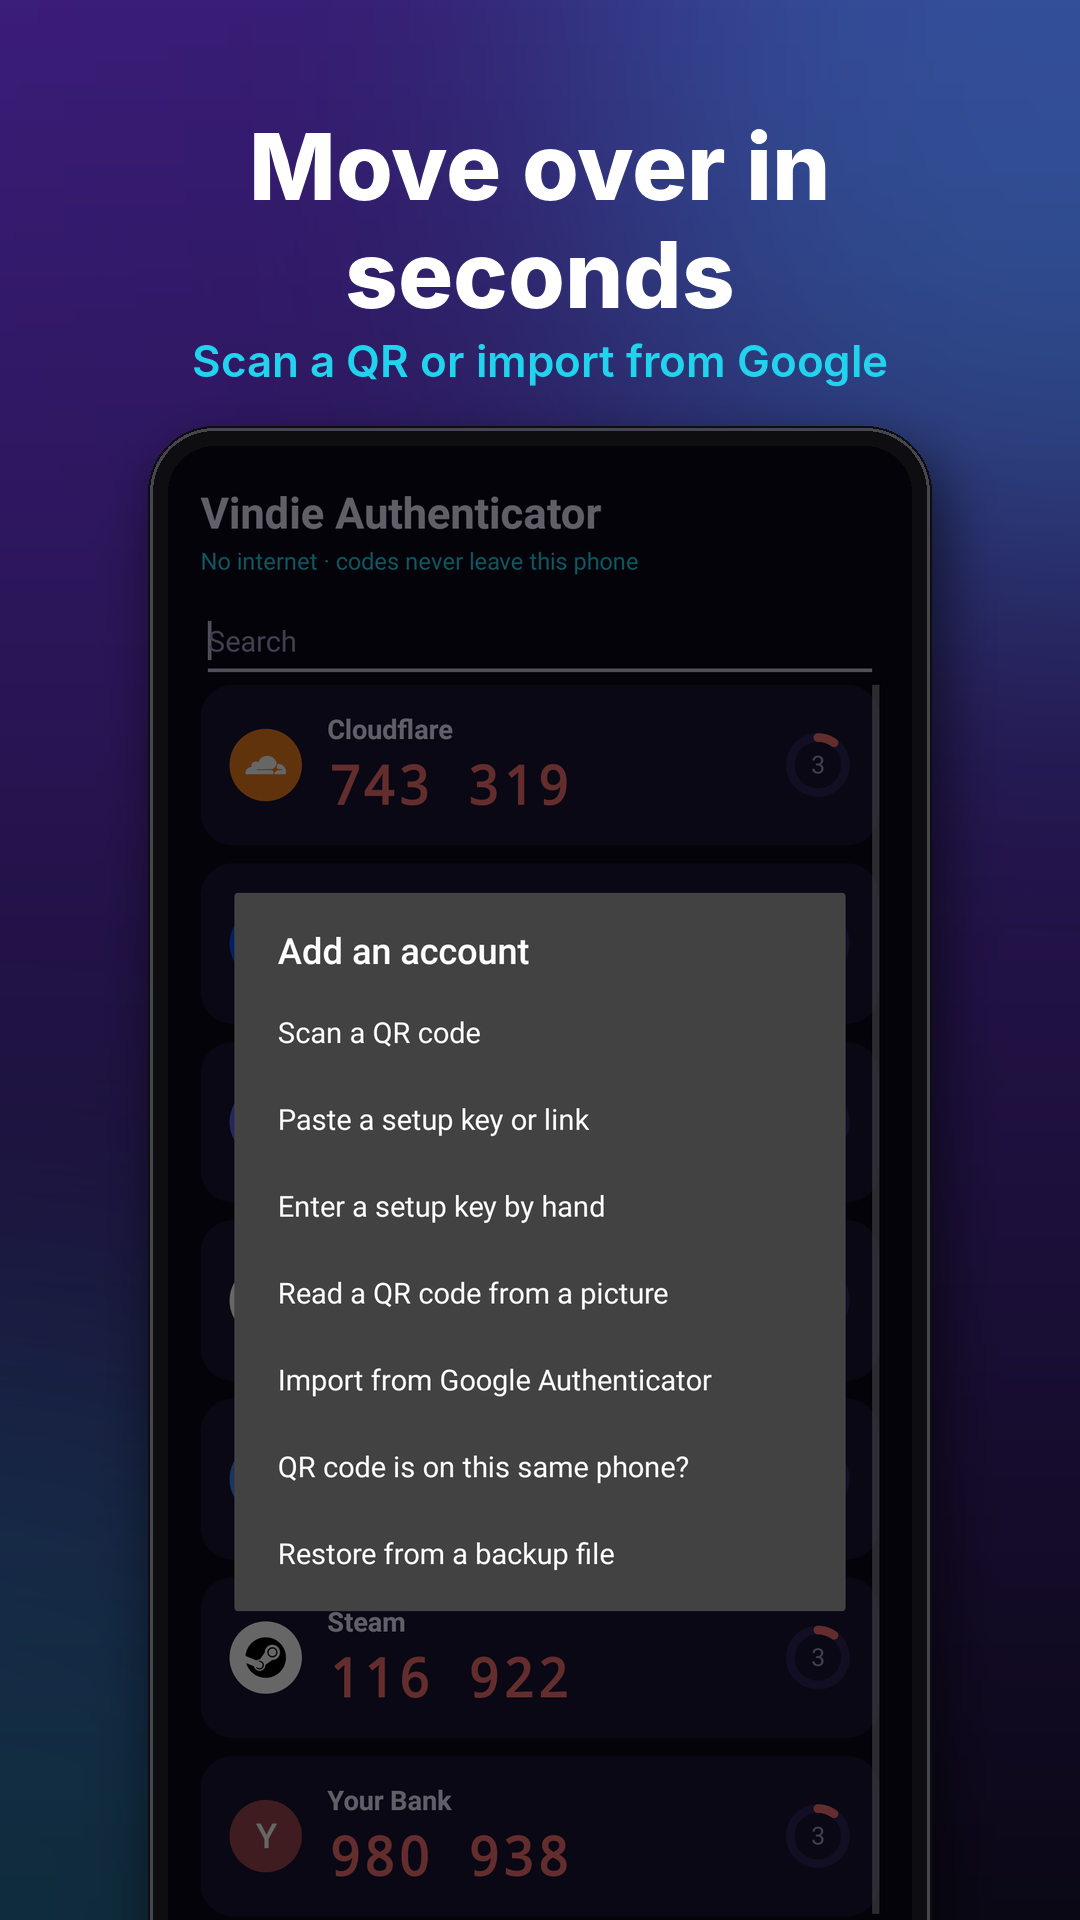 Move over in
seconds
Scan a QR or import from Google
Vindie Authenticator
No internet · codes never leave this phone
Search
Cloudflare
743 319
3
Add an account
Scan a QR code
Paste a setup key or link
Enter a setup key by hand
Read a QR code from a picture
Import from Google Authenticator
QR code is on this same phone?
Restore from a backup file
Steam
116 922
3
Your Bank
Y
980 938
3